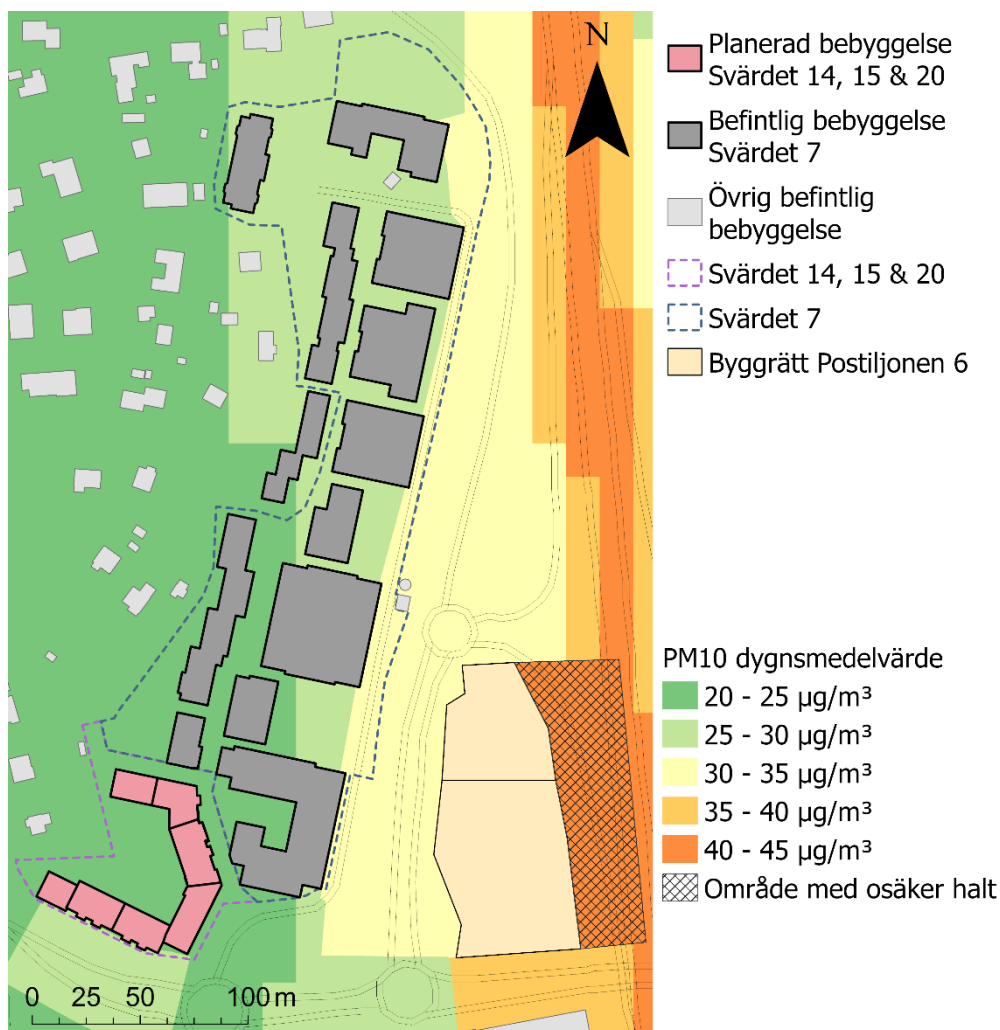 N
Planerad bebyggelse
Svärdet 14, 15 & 20
Befintlig bebyggelse
Svärdet 7
Övrig befintlig
bebyggelse
Svärdet 14, 15 & 20
Svärdet 7
Byggrätt Postiljonen 6
PM10 dygnsmedelvärde
20 - 25 µg/m³
25 - 30 µg/m³
30 - 35 µg/m³
35 - 40 µg/m³
40 - 45 µg/m³
Område med osäker halt
0 25 50 100 m